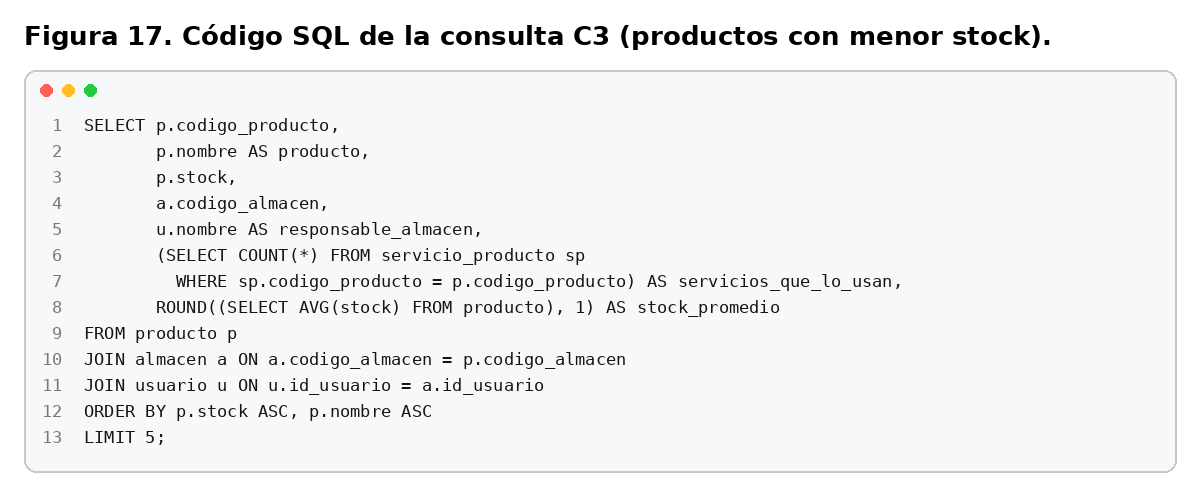 Figura 17. Código SQL de la consulta C3 (productos con menor stock).
1 SELECT p.codigo_producto,
2 p.nombre AS producto,
3 p.stock,
4 a.codigo_almacen,
5 u.nombre AS responsable_almacen,
6 (SELECT COUNT(*) FROM servicio_producto sp
7 WHERE sp.codigo_producto = p.codigo_producto) AS servicios_que_lo_usan,
8 ROUND((SELECT AVG(stock) FROM producto), 1) AS stock_promedio
9 FROM producto p
10 JOIN almacen a ON a.codigo_almacen = p.codigo_almacen
11 JOIN usuario u ON u.id_usuario = a.id_usuario
12 ORDER BY p.stock ASC, p.nombre ASC
13 LIMIT 5;